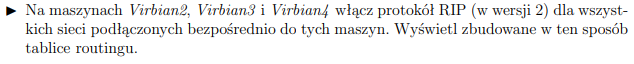 ► Na maszynach Virbian2, Virbian3 i Virbian4 włącz protokół RIP (w wersji 2) dla wszyst-
kich sieci podłączonych bezpośrednio do tych maszyn. Wyświetl zbudowane w ten sposób
tablice routingu.